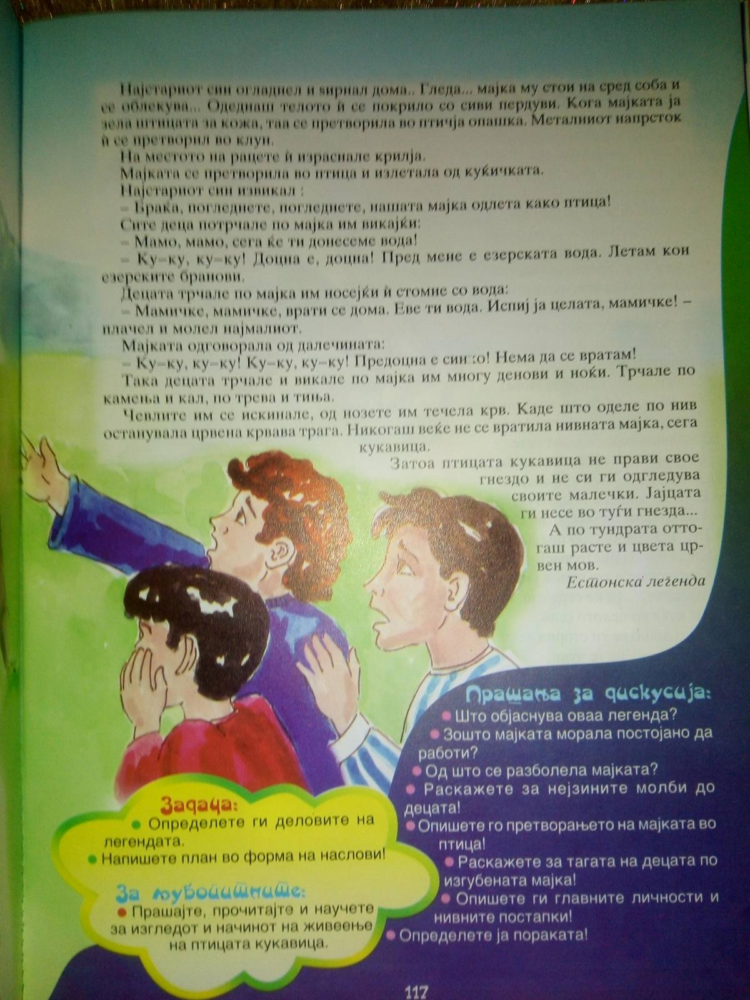 Најстариот син огладнел и ѕирнал дома.. Гледа... мајка му стои на сред соба и
се облекува... Одеднаш телото ѝ се покрило со сиви пердуви. Кога мајката ја
зела штицата за кожа, таа се претворила во птичја опашка. Металниот напрсток
ѝ се претворил во клун.
На местото на рацете ѝ израснале крилја.
Мајката се претворила во птица и излетала од куќичката.
Најстариот син извикал :
– Браќа, погледнете, погледнете, нашата мајка одлета како птица!
Сите деца потрчале по мајка им викајќи:
– Мамо, мамо, сега ќе ти донесеме вода!
– Ку–ку, ку–ку! Доцна е, доцна! Пред мене е езерската вода. Летам кон
езерските бранови.
Децата трчале по мајка им носејќи ѝ стомне со вода:
– Мамичке, мамичке, врати се дома. Еве ти вода. Испиј ја целата, мамичке! –
плачел и молел најмалиот.
Мајката одговорала од далечината:
– Ку–ку, ку–ку! Ку–ку, ку–ку! Предоцна е синко! Нема да се вратам!
Така децата трчале и викале по мајка им многу денови и ноќи. Трчале по
камења и кал, по трева и тиња.
Чевлите им се искинале, од нозете им течела крв. Каде што оделе по нив
останувала црвена крвава трага. Никогаш веќе не се вратила нивната мајка, сега
кукавица.
Затоа птицата кукавица не прави свое
гнездо и не си ги одгледува
своите малечки. Јајцата
ги несе во туѓи гнезда...
А по тундрата отто-
гаш расте и цвета цр-
вен мов.
Естонска легенда
Прашања за дискусија:
• Што објаснува оваа легенда?
• Зошто мајката морала постојано да
работи?
• Од што се разболела мајката?
• Раскажете за нејзините молби до
децата!
• Опишете го претворањето на мајката во
птица!
• Раскажете за тагата на децата по
изгубената мајка!
• Опишете ги главните личности и
нивните постапки!
• Определете ја пораката!
Задача:
• Определете ги деловите на
легендата.
• Напишете план во форма на наслови!
За љубопитните:
• Прашајте, прочитајте и научете
за изгледот и начинот на живеење
на птицата кукавица.
117